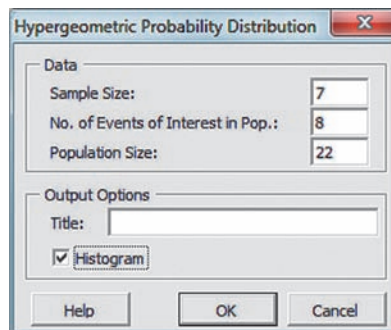 Hypergeometric Probability Distribution
Data
Sample Size: 7
No. of Events of Interest in Pop.: 8
Population Size: 22
Output Options
Title:
Histogram
Help OK Cancel